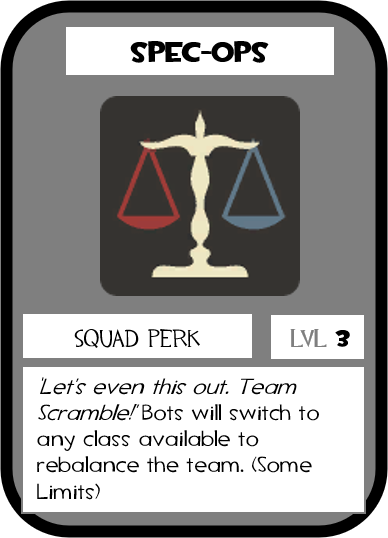 SPEC-OPS
SQUAD PERK
LVL 3
'Let's even this out. Team
Scramble!' Bots will switch to
any class available to
rebalance the team. (Some
Limits)